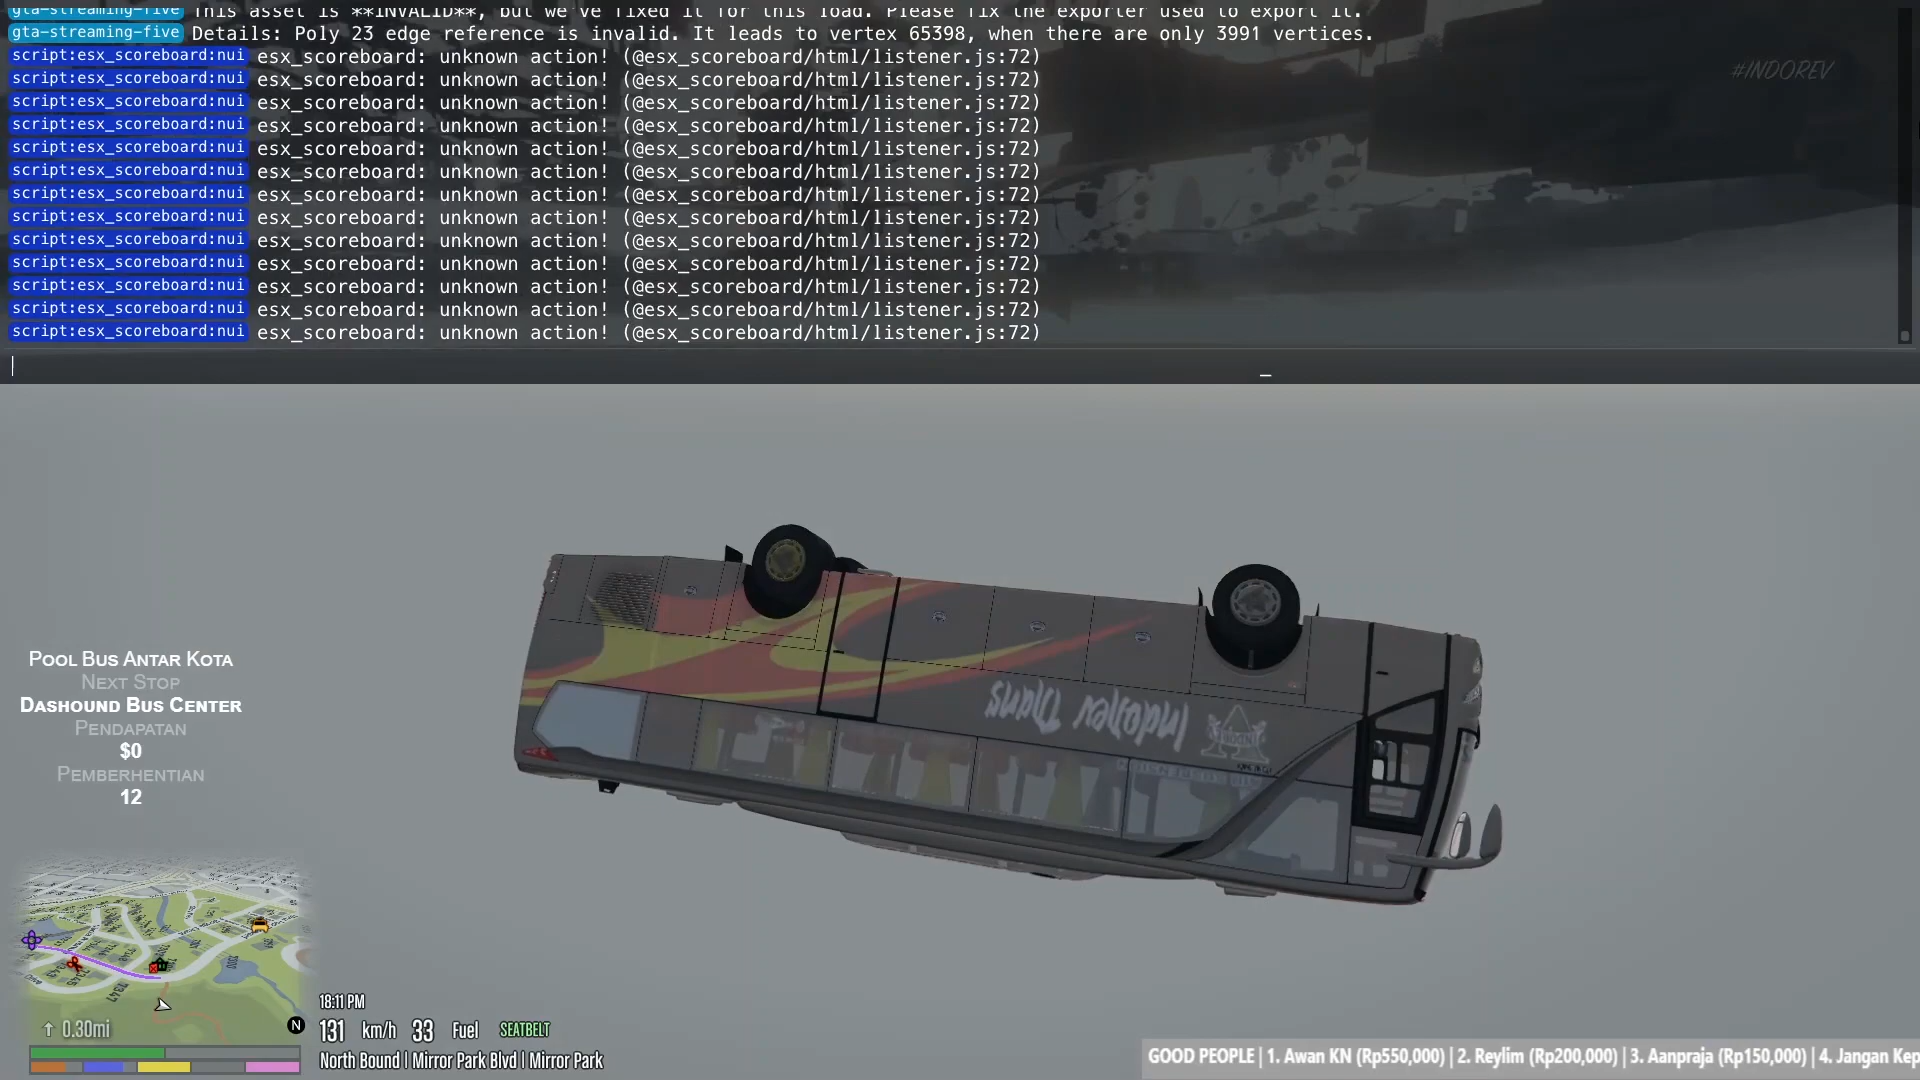 gta-streaming-five This asset is **INVALID**, but we've fixed it for this load. Please fix the exporter used to export it.
gta-streaming-five Details: Poly 23 edge reference is invalid. It leads to vertex 65398, when there are only 3991 vertices.
script:esx_scoreboard:nui esx_scoreboard: unknown action! (@esx_scoreboard/html/listener.js:72)
script:esx_scoreboard:nui esx_scoreboard: unknown action! (@esx_scoreboard/html/listener.js:72)
script:esx_scoreboard:nui esx_scoreboard: unknown action! (@esx_scoreboard/html/listener.js:72)
script:esx_scoreboard:nui esx_scoreboard: unknown action! (@esx_scoreboard/html/listener.js:72)
script:esx_scoreboard:nui esx_scoreboard: unknown action! (@esx_scoreboard/html/listener.js:72)
script:esx_scoreboard:nui esx_scoreboard: unknown action! (@esx_scoreboard/html/listener.js:72)
script:esx_scoreboard:nui esx_scoreboard: unknown action! (@esx_scoreboard/html/listener.js:72)
script:esx_scoreboard:nui esx_scoreboard: unknown action! (@esx_scoreboard/html/listener.js:72)
script:esx_scoreboard:nui esx_scoreboard: unknown action! (@esx_scoreboard/html/listener.js:72)
script:esx_scoreboard:nui esx_scoreboard: unknown action! (@esx_scoreboard/html/listener.js:72)
script:esx_scoreboard:nui esx_scoreboard: unknown action! (@esx_scoreboard/html/listener.js:72)
script:esx_scoreboard:nui esx_scoreboard: unknown action! (@esx_scoreboard/html/listener.js:72)
script:esx_scoreboard:nui esx_scoreboard: unknown action! (@esx_scoreboard/html/listener.js:72)
#INDOREV
Indorev Trans
INDOREV
POOL BUS ANTAR KOTA
NEXT STOP
DASHOUND BUS CENTER
PENDAPATAN
$0
PEMBERHENTIAN
12
0.30mi
N
18:11 PM
131 km/h 33 Fuel SEATBELT
North Bound | Mirror Park Blvd | Mirror Park
GOOD PEOPLE | 1. Awan KN (Rp550,000) | 2. Reylim (Rp200,000) | 3. Aanpraja (Rp150,000) | 4. Jangan Kep